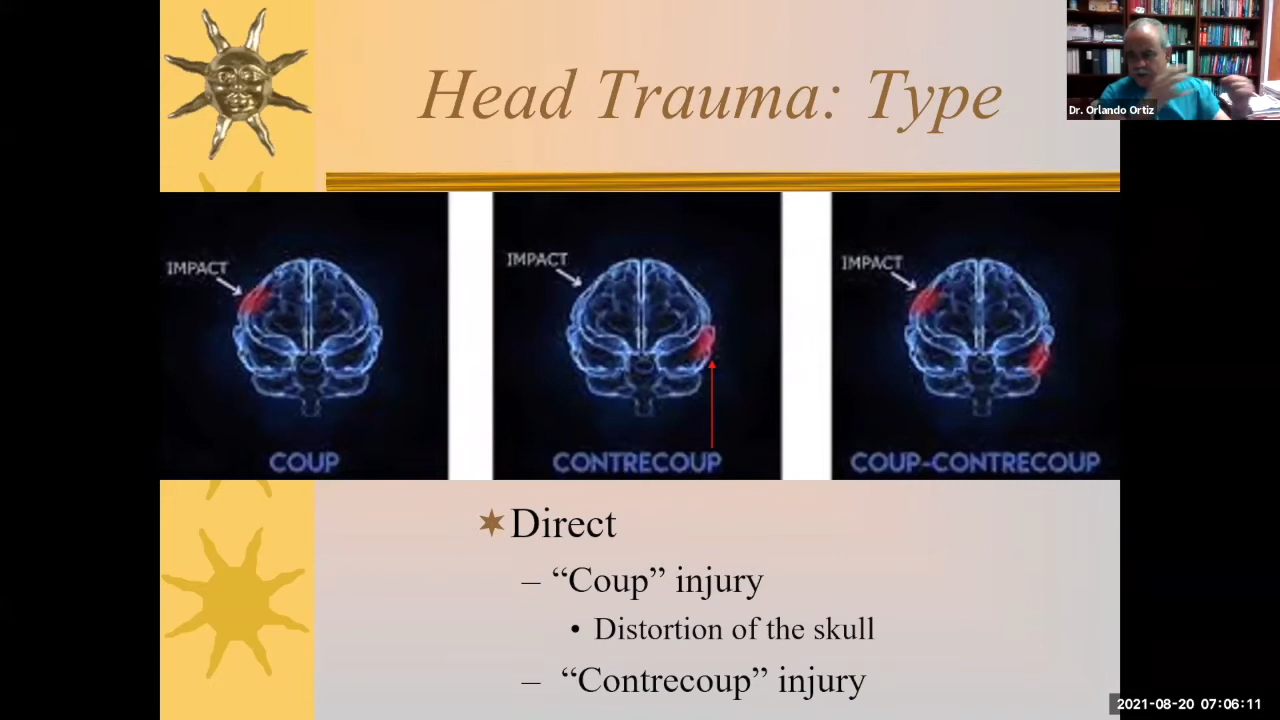 Head Trauma: Type
Dr. Orlando Ortiz
IMPACT
COUP
IMPACT
CONTRECOUP
IMPACT
COUP-CONTRECOUP
Direct
– “Coup” injury
• Distortion of the skull
– “Contrecoup” injury
2021-08-20 07:06:11